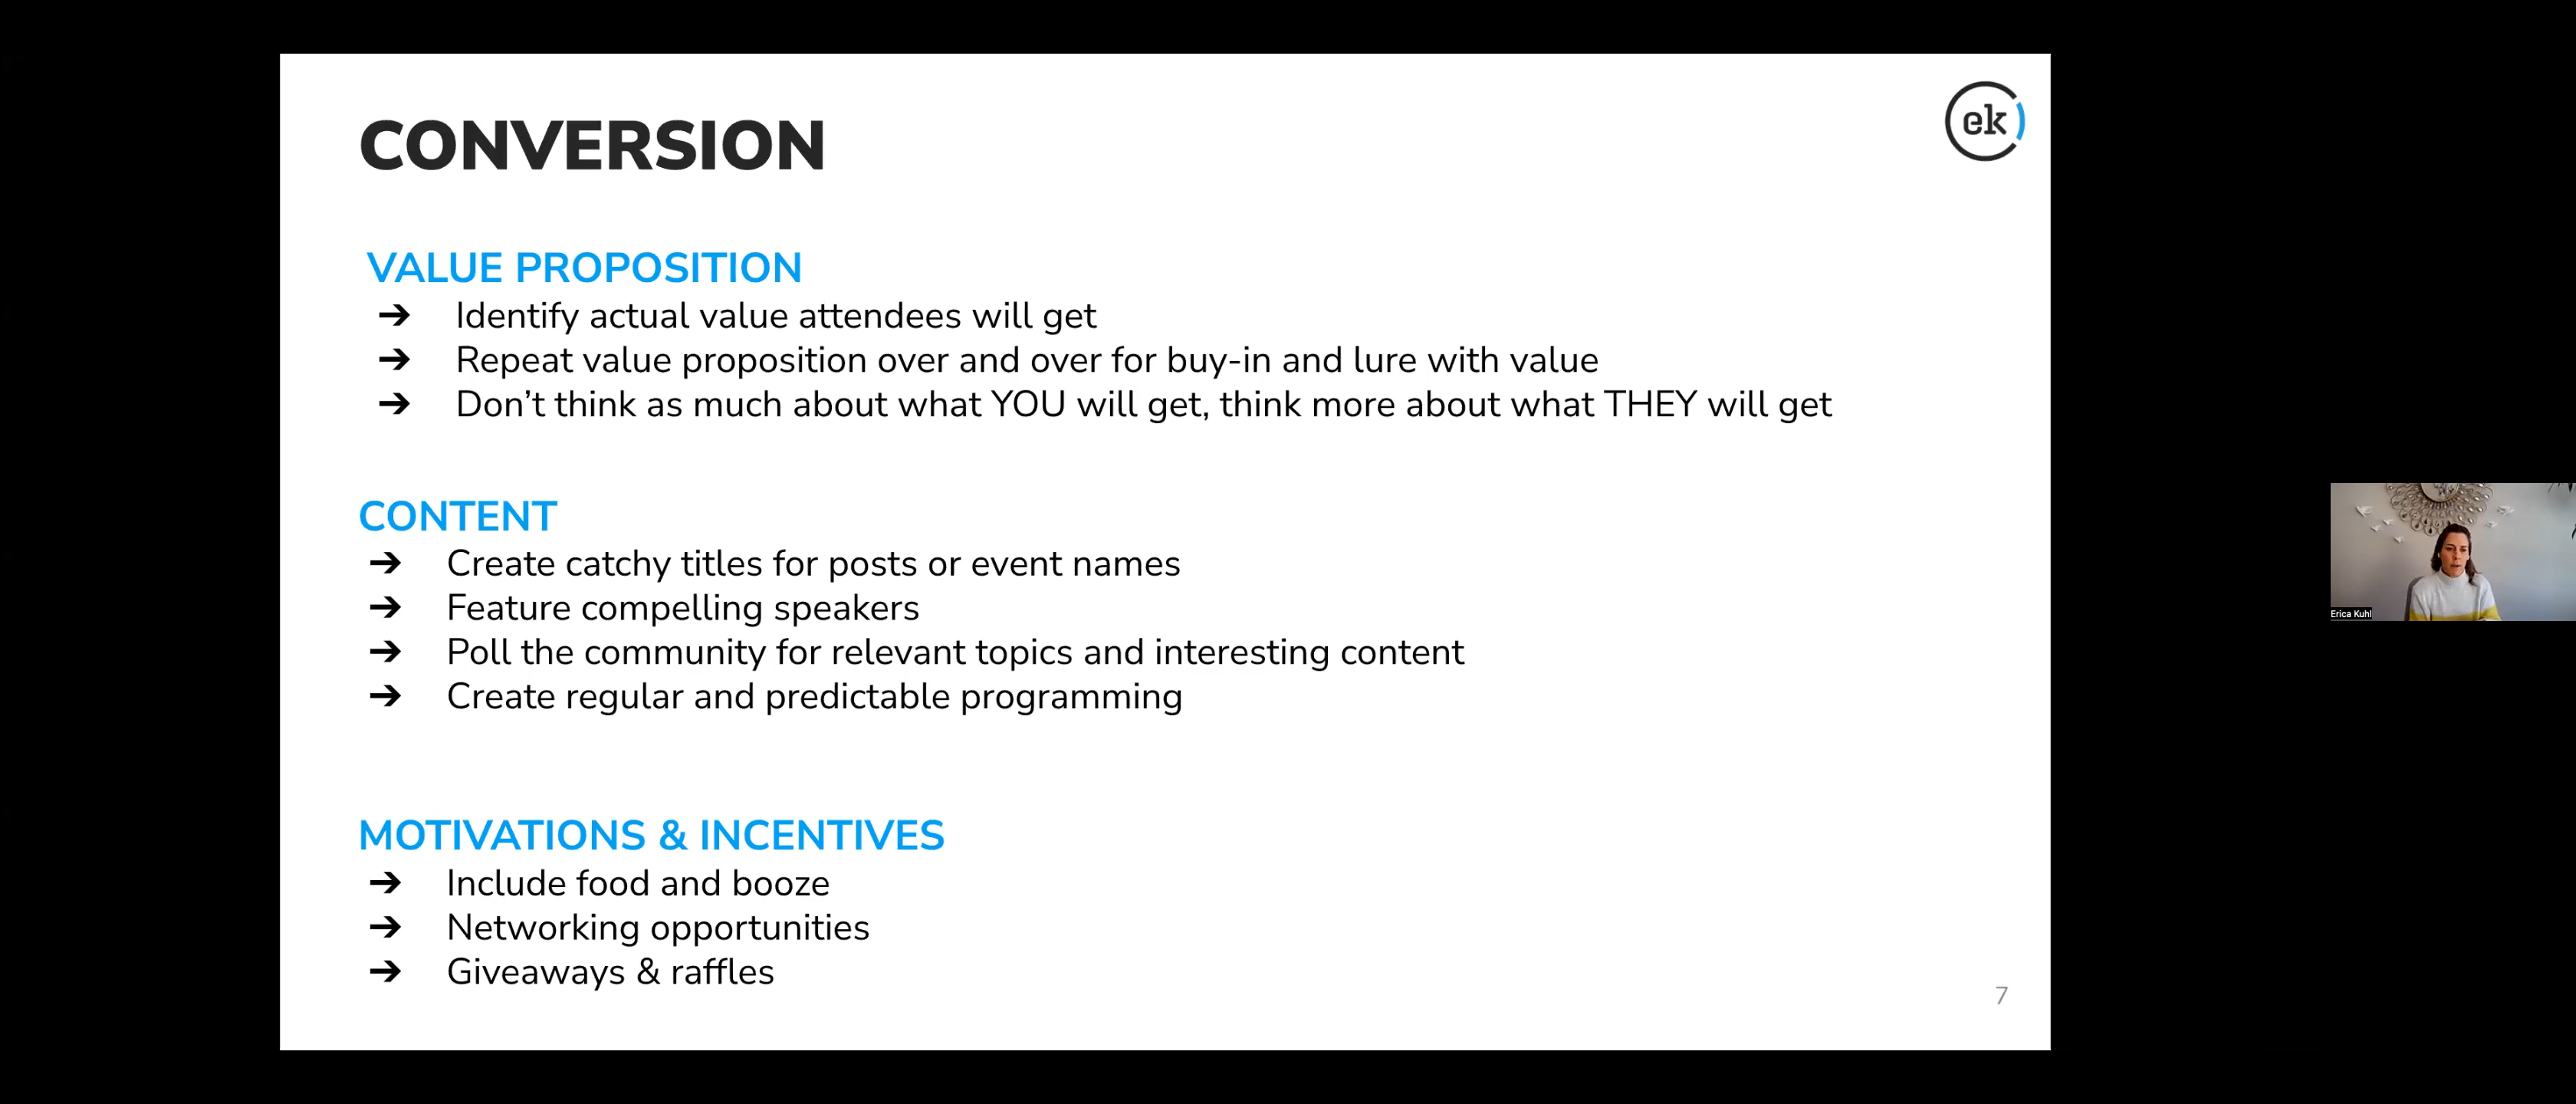 CONVERSION
ek
VALUE PROPOSITION
➔ Identify actual value attendees will get
➔ Repeat value proposition over and over for buy-in and lure with value
➔ Don’t think as much about what YOU will get, think more about what THEY will get
CONTENT
➔ Create catchy titles for posts or event names
➔ Feature compelling speakers
➔ Poll the community for relevant topics and interesting content
➔ Create regular and predictable programming
MOTIVATIONS & INCENTIVES
➔ Include food and booze
➔ Networking opportunities
➔ Giveaways & raffles
7
Erica Kuhl